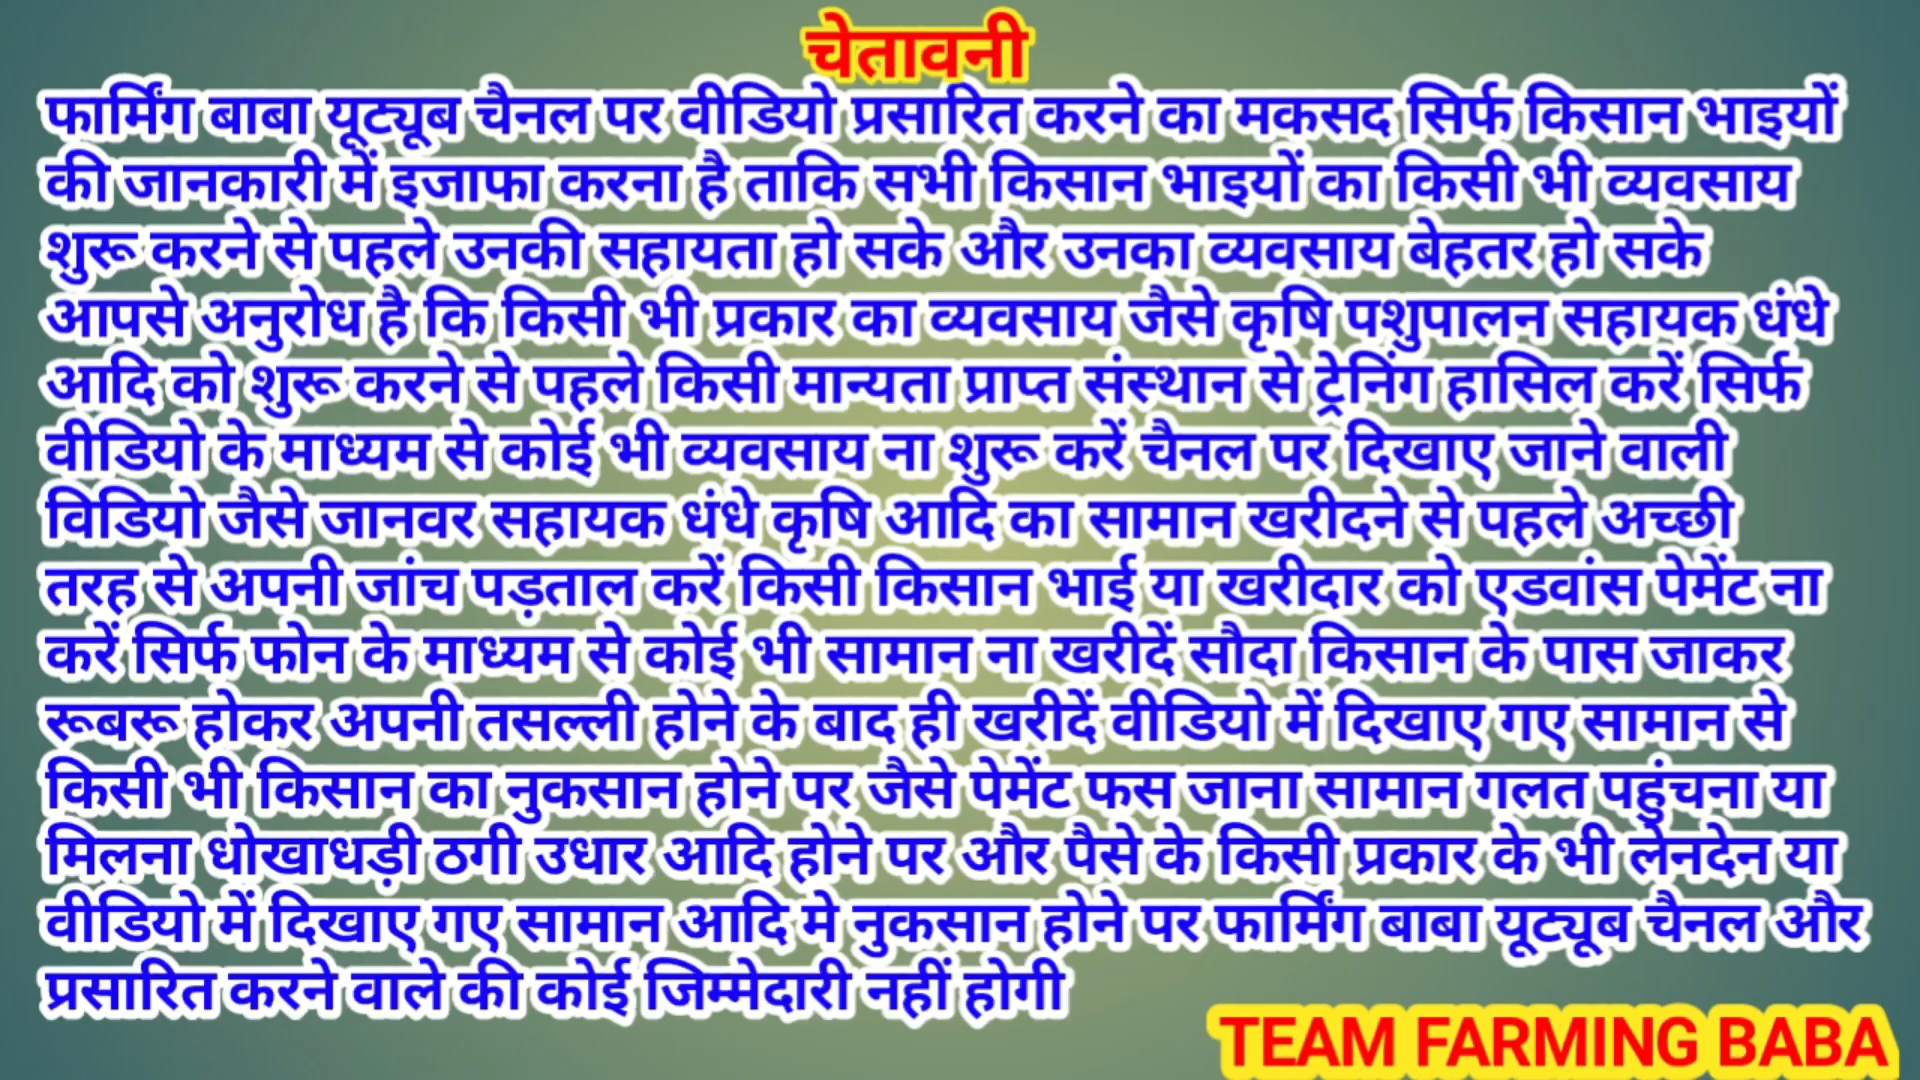 चेतावनी
फार्मिंग बाबा यूट्यूब चैनल पर वीडियो प्रसारित करने का मकसद सिर्फ किसान भाइयों
की जानकारी में इजाफा करना है ताकि सभी किसान भाइयों का किसी भी व्यवसाय
शुरू करने से पहले उनकी सहायता हो सके और उनका व्यवसाय बेहतर हो सके
आपसे अनुरोध है कि किसी भी प्रकार का व्यवसाय जैसे कृषि पशुपालन सहायक धंधे
आदि को शुरू करने से पहले किसी मान्यता प्राप्त संस्थान से ट्रेनिंग हासिल करें सिर्फ
वीडियो के माध्यम से कोई भी व्यवसाय ना शुरू करें चैनल पर दिखाए जाने वाली
विडियो जैसे जानवर सहायक धंधे कृषि आदि का सामान खरीदने से पहले अच्छी
तरह से अपनी जांच पड़ताल करें किसी किसान भाई या खरीदार को एडवांस पेमेंट ना
करें सिर्फ फोन के माध्यम से कोई भी सामान ना खरीदें सौदा किसान के पास जाकर
रूबरू होकर अपनी तसल्ली होने के बाद ही खरीदें वीडियो में दिखाए गए सामान से
किसी भी किसान का नुकसान होने पर जैसे पेमेंट फस जाना सामान गलत पहुंचना या
मिलना धोखाधड़ी ठगी उधार आदि होने पर और पैसे के किसी प्रकार के भी लेनदेन या
वीडियो में दिखाए गए सामान आदि मे नुकसान होने पर फार्मिंग बाबा यूट्यूब चैनल और
प्रसारित करने वाले की कोई जिम्मेदारी नहीं होगी
TEAM FARMING BABA